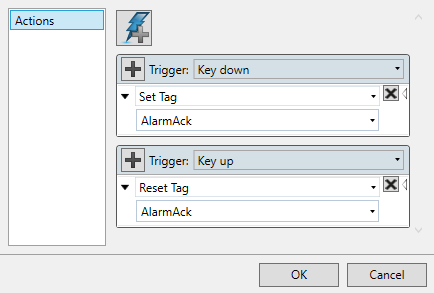 Actions
Trigger: Key down
Set Tag
AlarmAck
Trigger: Key up
Reset Tag
AlarmAck
OK Cancel